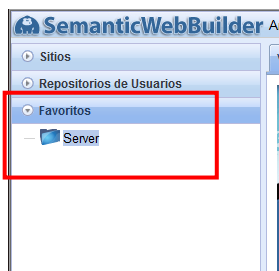 SemanticWebBuilder
Sitios
Repositorios de Usuarios
Favoritos
Server